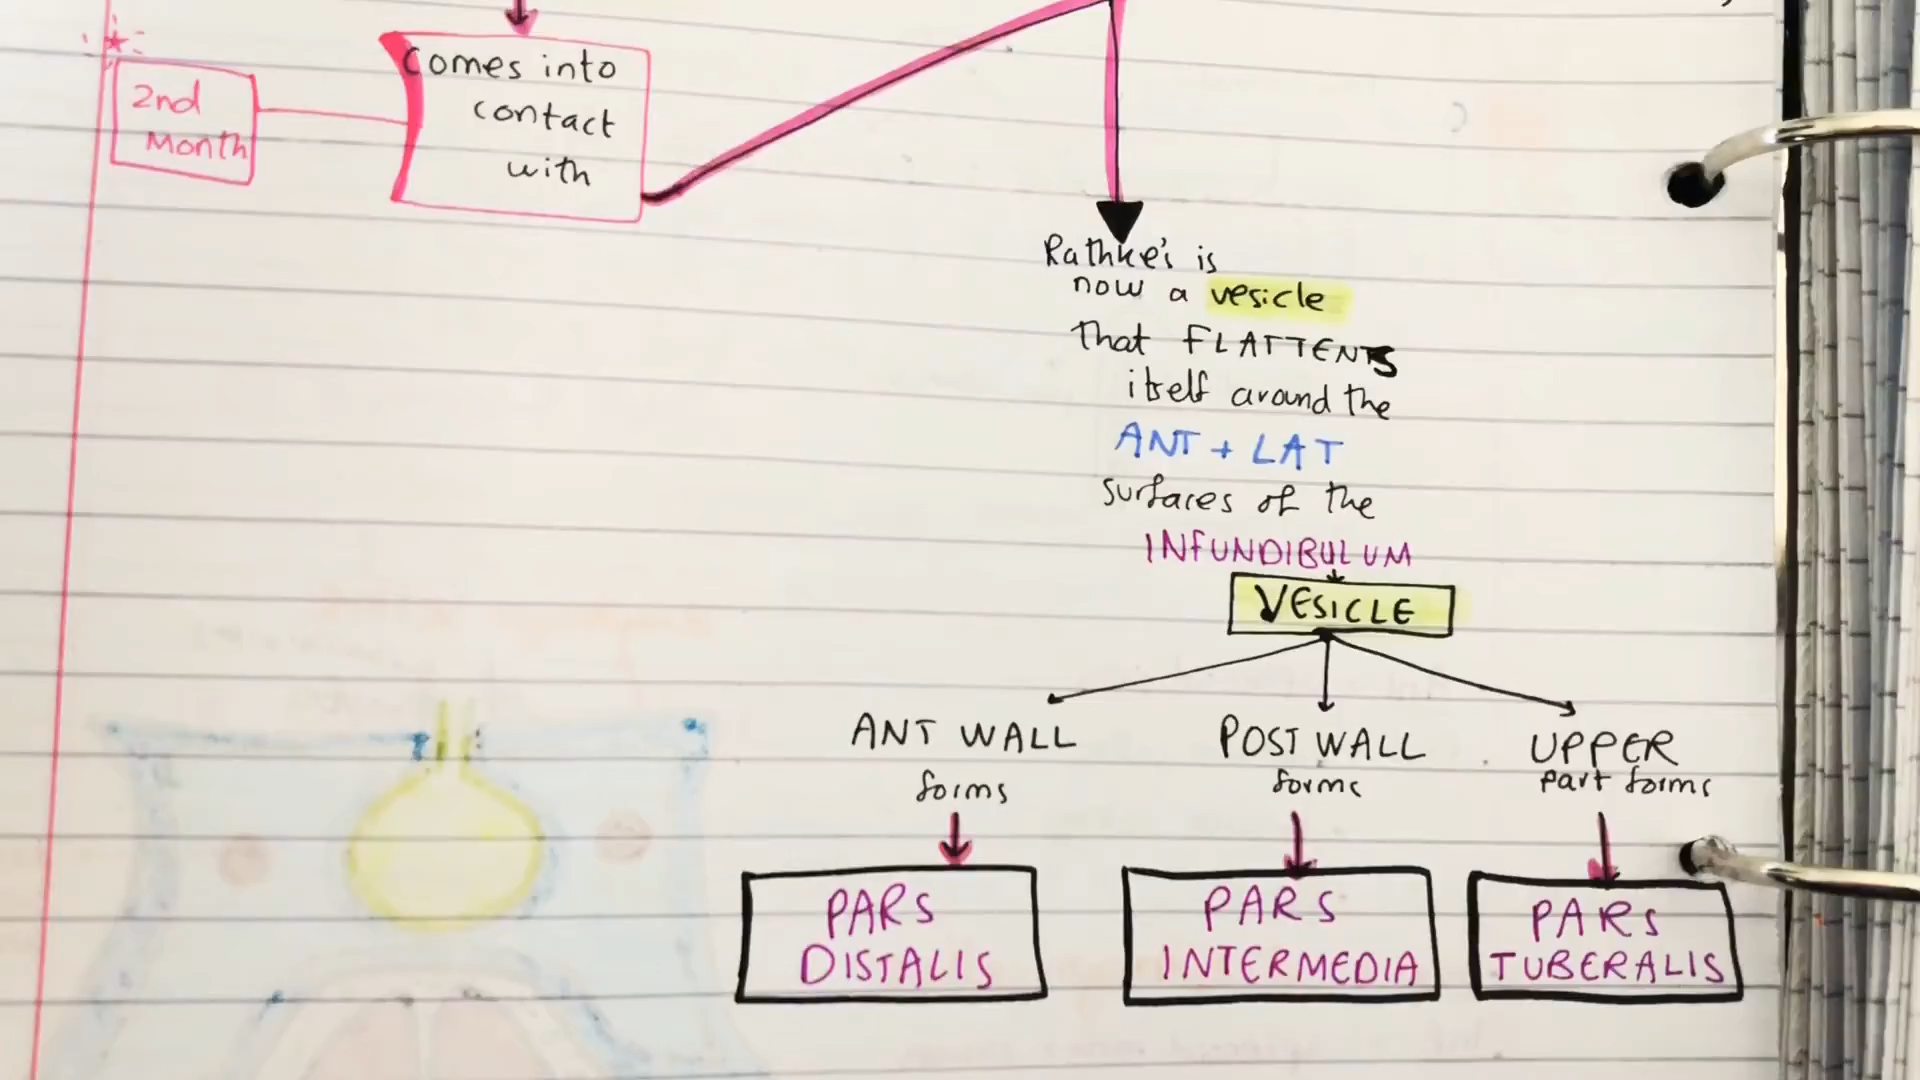 comes into
contact
with
2nd
Month
Rathke's is
now a vesicle
that FLATTENS
itself around the
ANT + LAT
surfaces of the
INFUNDIBULUM
VESICLE
ANT WALL
forms
PARS
DISTALIS
POST WALL
forms
PARS
INTERMEDIA
UPPER
part forms
PARS
TUBERALIS